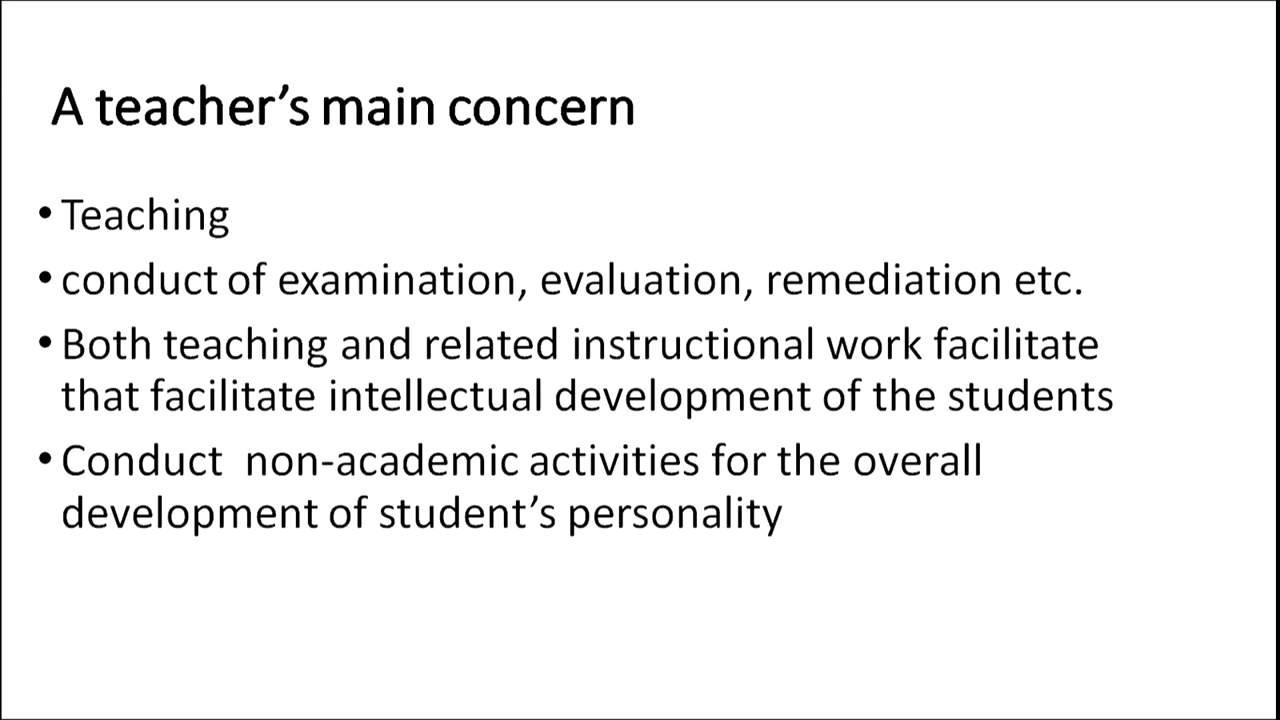 A teacher’s main concern
• Teaching
• conduct of examination, evaluation, remediation etc.
• Both teaching and related instructional work facilitate
that facilitate intellectual development of the students
• Conduct  non-academic activities for the overall
development of student’s personality